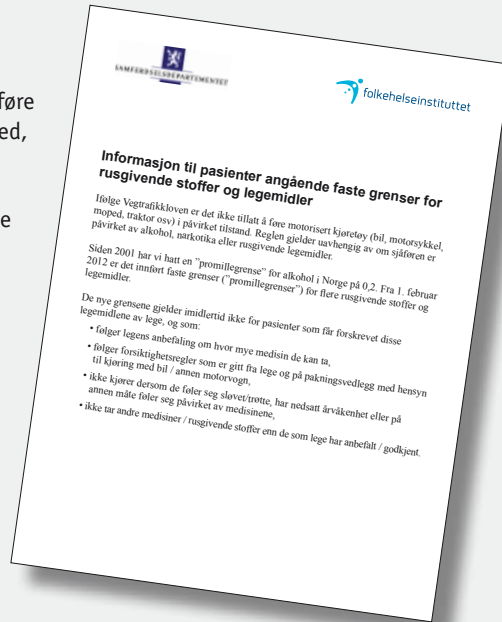 føre
ed,
e
SAMFERDSELSDEPARTEMENTET
folkehelseinstituttet
Informasjon til pasienter angående faste grenser for
rusgivende stoffer og legemidler
Ifølge Vegtrafikkloven er det ikke tillatt å føre motorisert kjøretøy (bil, motorsykkel,
moped, traktor osv) i påvirket tilstand. Reglen gjelder uavhengig av om sjåføren er
påvirket av alkohol, narkotika eller rusgivende legemidler.
Siden 2001 har vi hatt en ”promillegrense” for alkohol i Norge på 0,2. Fra 1. februar
2012 er det innført faste grenser (”promillegrenser”) for flere rusgivende stoffer og
legemidler.
De nye grensene gjelder imidlertid ikke for pasienter som får forskrevet disse
legemidlene av lege, og som:
• følger legens anbefaling om hvor mye medisin de kan ta,
• følger forsiktighetsregler som er gitt fra lege og på pakningsvedlegg med hensyn
til kjøring med bil / annen motorvogn,
• ikke kjører dersom de føler seg sløvet/trøtte, har nedsatt årvåkenhet eller på
annen måte føler seg påvirket av medisinene,
• ikke tar andre medisiner / rusgivende stoffer enn de som lege har anbefalt / godkjent.